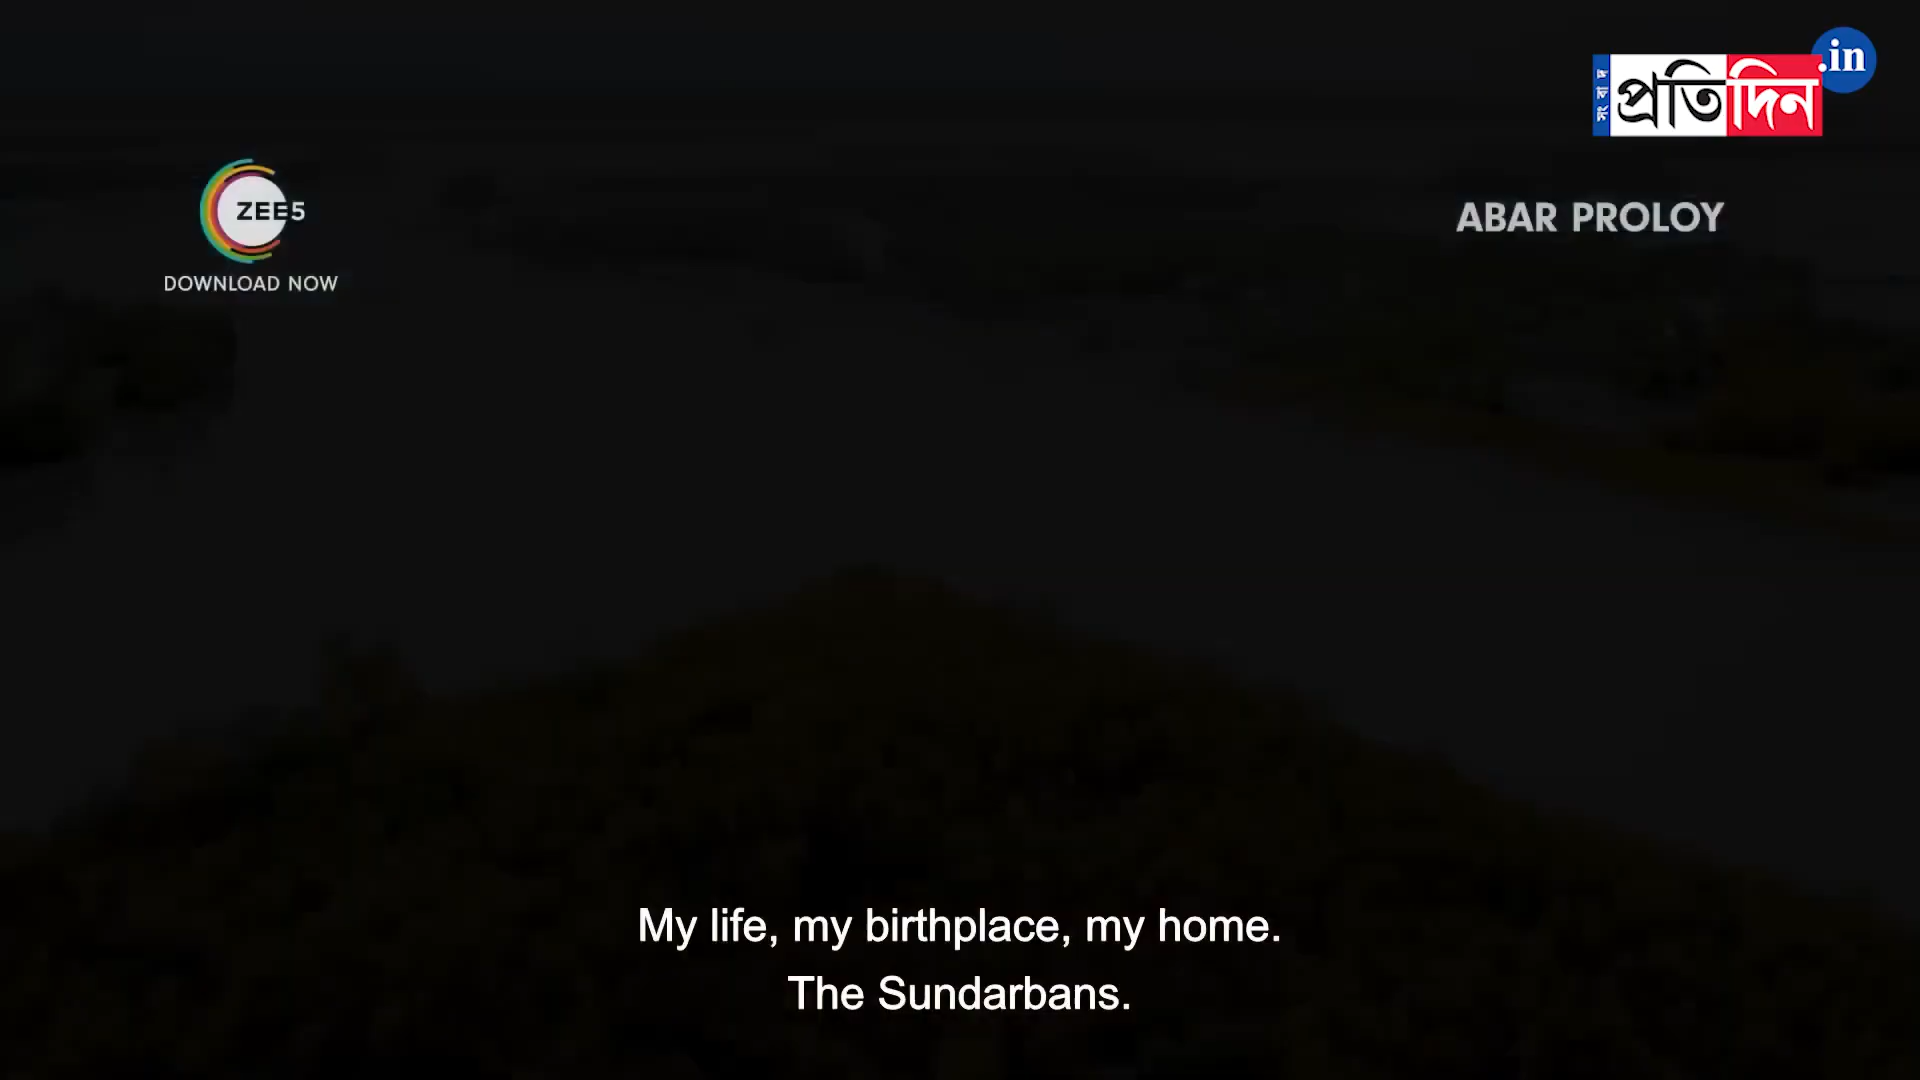 .in
সংবাদ প্রতিদিন
ZEE5
ABAR PROLOY
DOWNLOAD NOW
My life, my birthplace, my home.
The Sundarbans.